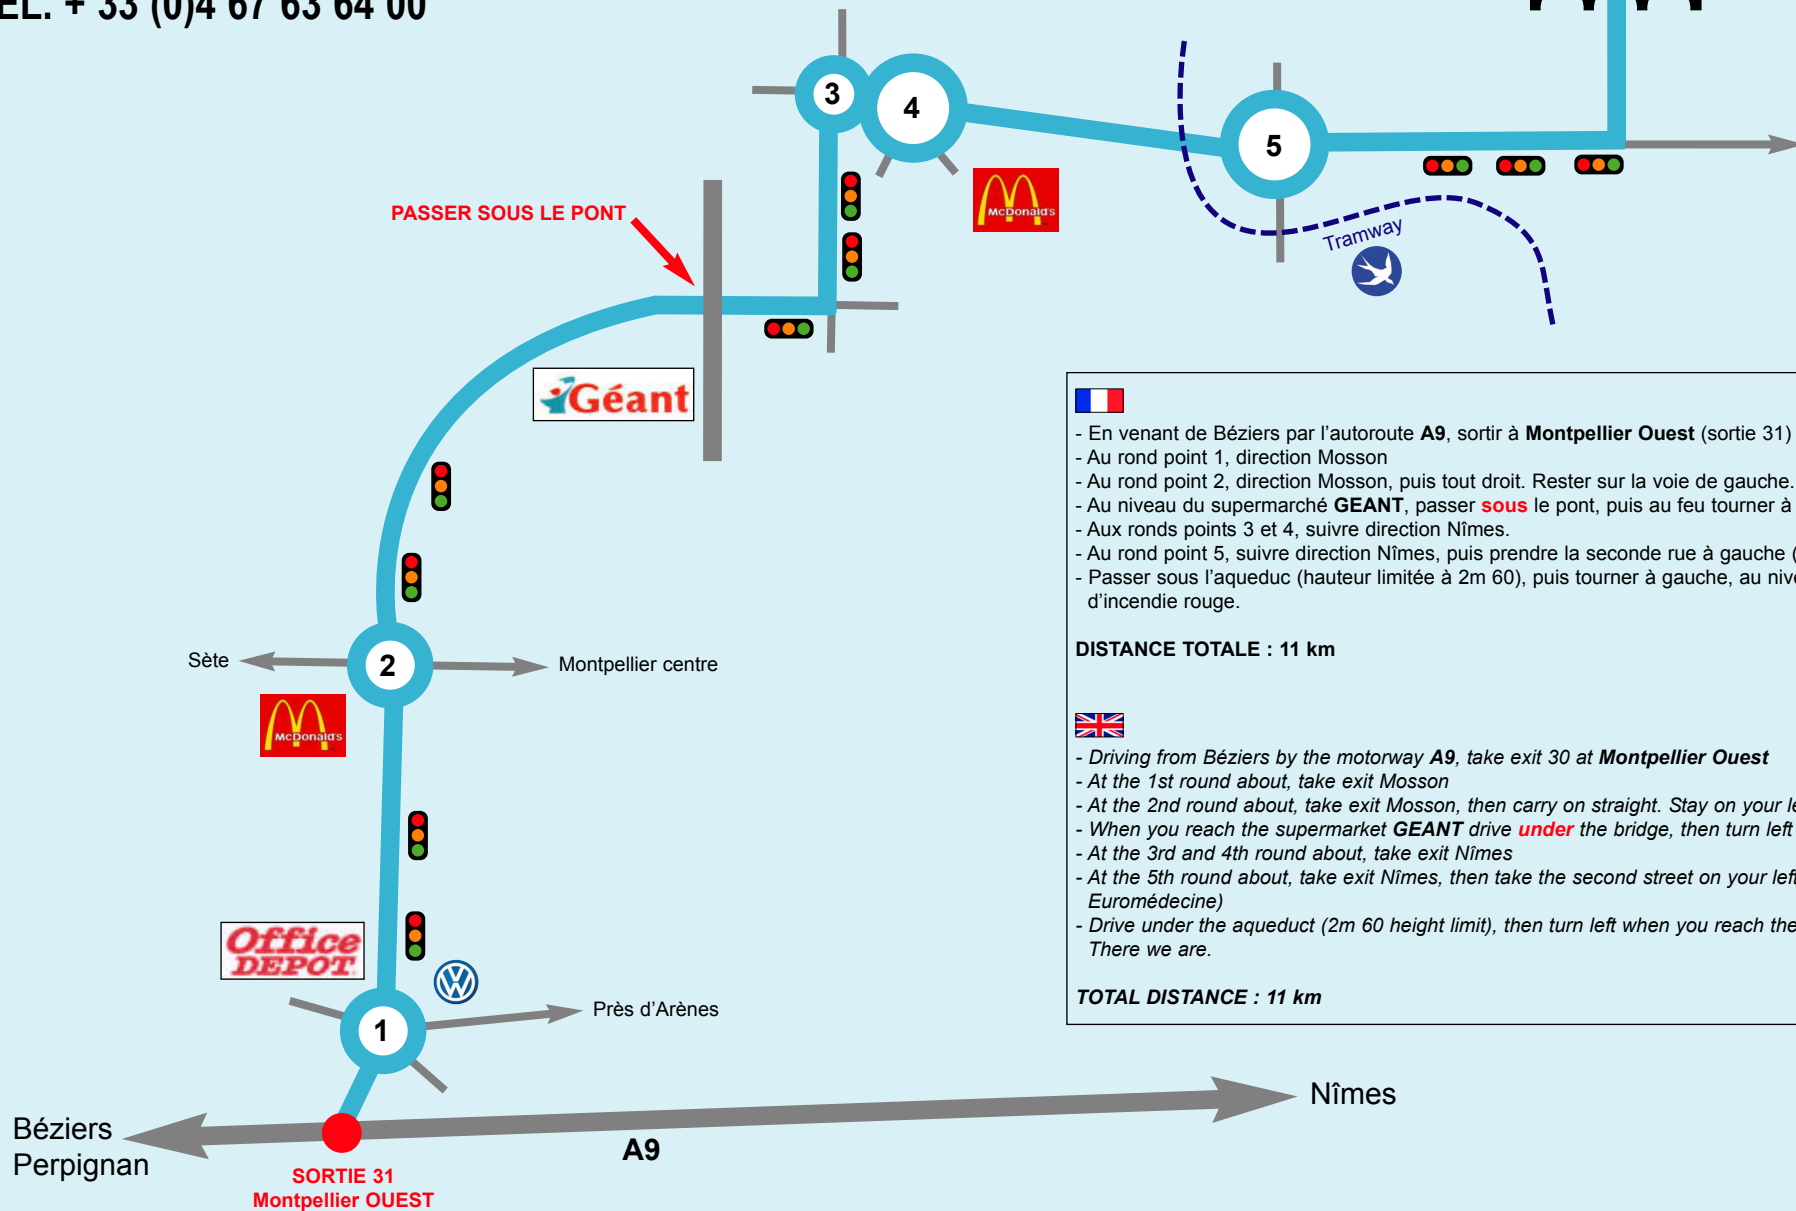 TEL. + 33 (0)4 67 63 64 00
3
4
5
McDonald's
PASSER SOUS LE PONT
Tramway
Géant
- En venant de Béziers par l'autoroute A9, sortir à Montpellier Ouest (sortie 31)
- Au rond point 1, direction Mosson
- Au rond point 2, direction Mosson, puis tout droit. Rester sur la voie de gauche.
- Au niveau du supermarché GEANT, passer sous le pont, puis au feu tourner à
- Aux ronds points 3 et 4, suivre direction Nîmes.
- Au rond point 5, suivre direction Nîmes, puis prendre la seconde rue à gauche (
- Passer sous l'aqueduc (hauteur limitée à 2m 60), puis tourner à gauche, au
d'incendie rouge.
DISTANCE TOTALE : 11 km
Sète
2
Montpellier centre
McDonald's
- Driving from Béziers by the motorway A9, take exit 30 at Montpellier Ouest
- At the 1st round about, take exit Mosson
- At the 2nd round about, take exit Mosson, then carry on straight. Stay on your
- When you reach the supermarket GEANT drive under the bridge, then turn left
- At the 3rd and 4th round about, take exit Nîmes
- At the 5th round about, take exit Nîmes, then take the second street on your left
Euromédecine)
- Drive under the aqueduct (2m 60 height limit), then turn left when you reach the
There we are.
TOTAL DISTANCE : 11 km
Office
DEPOT
VW
1
Près d'Arènes
Béziers
Perpignan
A9
Nîmes
SORTIE 31
Montpellier OUEST